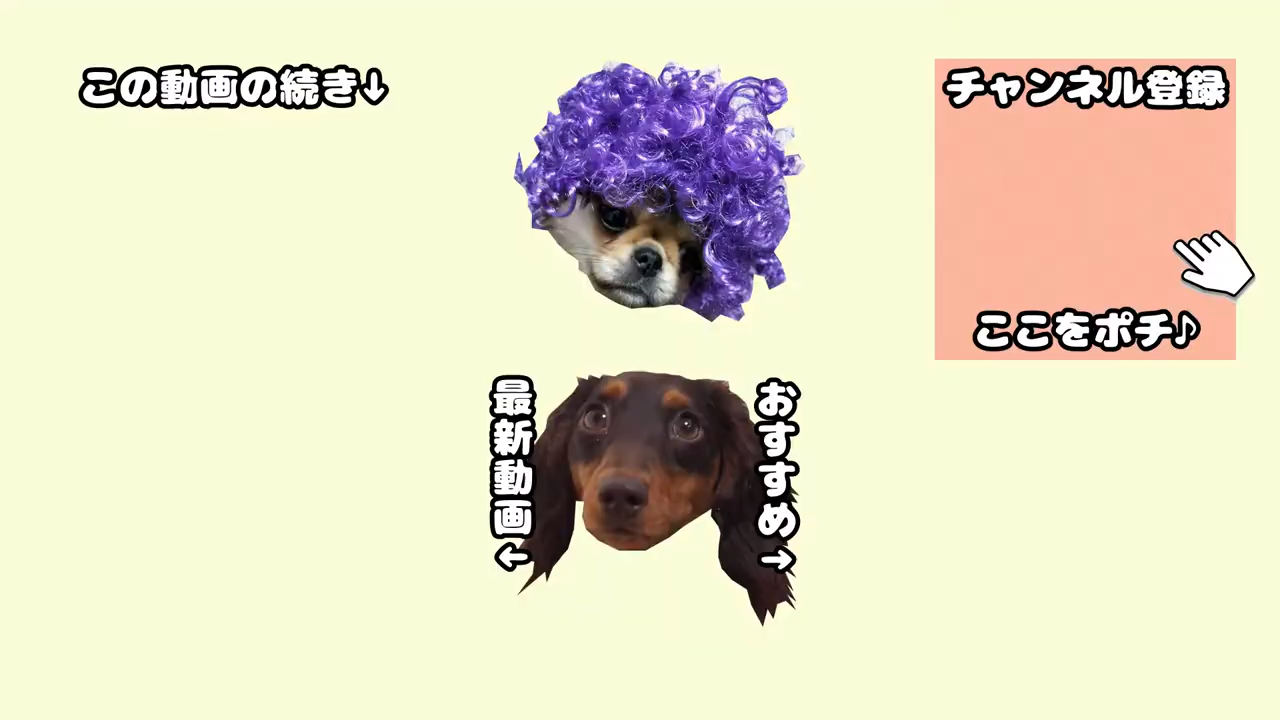 この動画の続き↓
チャンネル登録
ここをポチ♪
最新動画←
おすすめ→